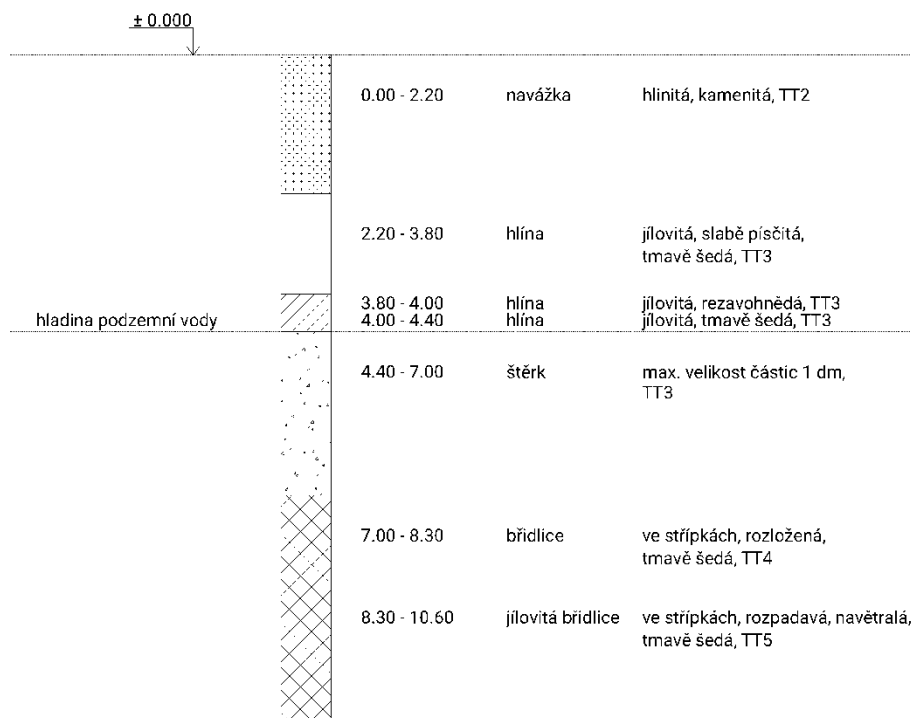 ± 0.000
0.00 - 2.20 navážka hlinitá, kamenitá, TT2
2.20 - 3.80 hlína jílovitá, slabě písčitá,
tmavě šedá, TT3
3.80 - 4.00 hlína jílovitá, rezavohnědá, TT3
hladina podzemní vody 4.00 - 4.40 hlína jílovitá, tmavě šedá, TT3
4.40 - 7.00 štěrk max. velikost částic 1 dm,
TT3
7.00 - 8.30 břidlice ve střípkách, rozložená,
tmavě šedá, TT4
8.30 - 10.60 jílovitá břidlice ve střípkách, rozpadavá, navětralá,
tmavě šedá, TT5